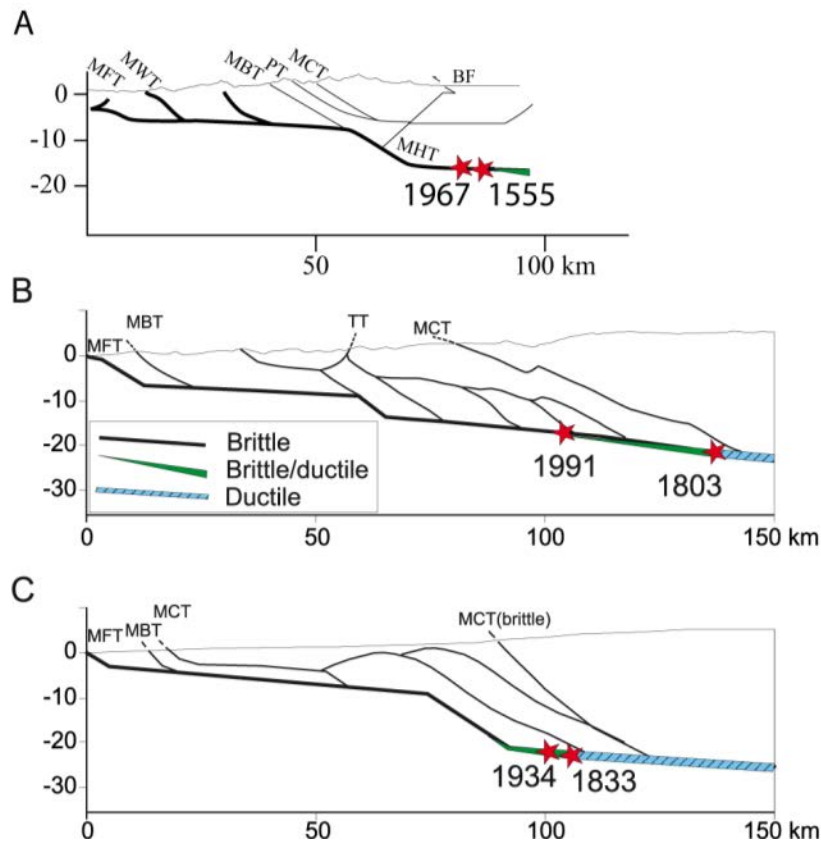 A
MFT MWT MBT PT MCT BF
0
-10
MHT
-20
1967 1555
50 100 km
B
MBT TT MCT
MFT
0
-10
-20
-30
Brittle
Brittle/ductile
Ductile
1991 1803
0 50 100 150 km
C
MCT
MFT MBT MCT(brittle)
0
-10
-20
-30
1934 1833
0 50 100 150 km